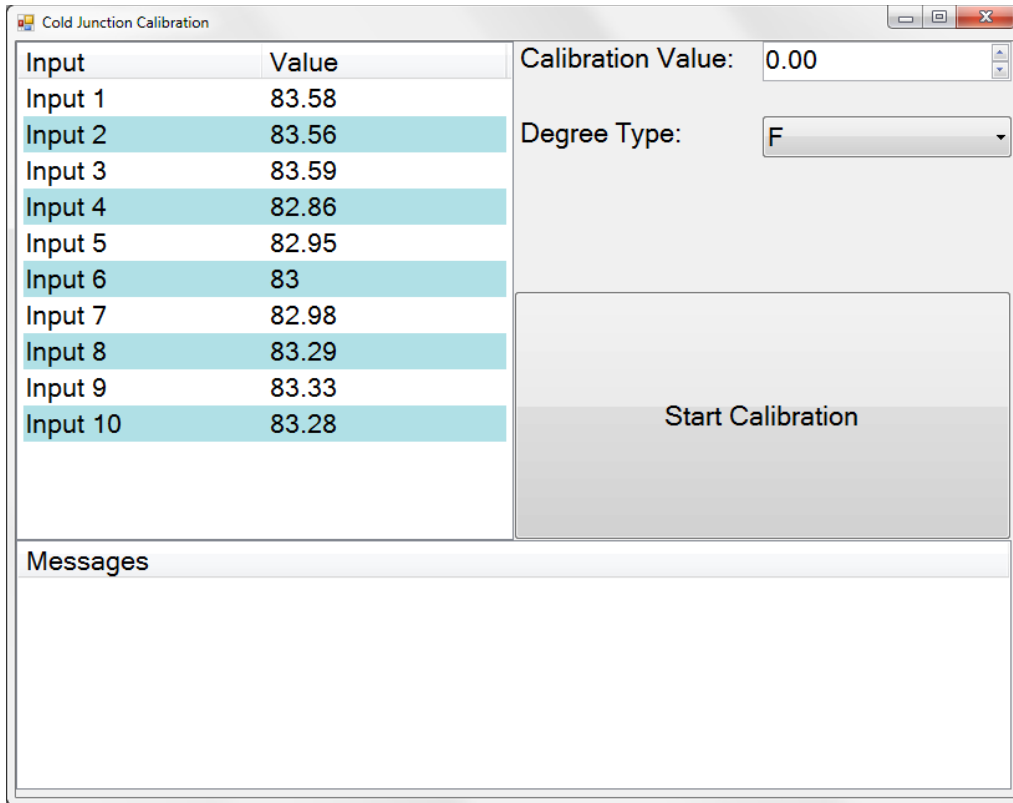 Cold Junction Calibration
Input Value
Input 1 83.58
Input 2 83.56
Input 3 83.59
Input 4 82.86
Input 5 82.95
Input 6 83
Input 7 82.98
Input 8 83.29
Input 9 83.33
Input 10 83.28
Calibration Value: 0.00
Degree Type: F
Start Calibration
Messages